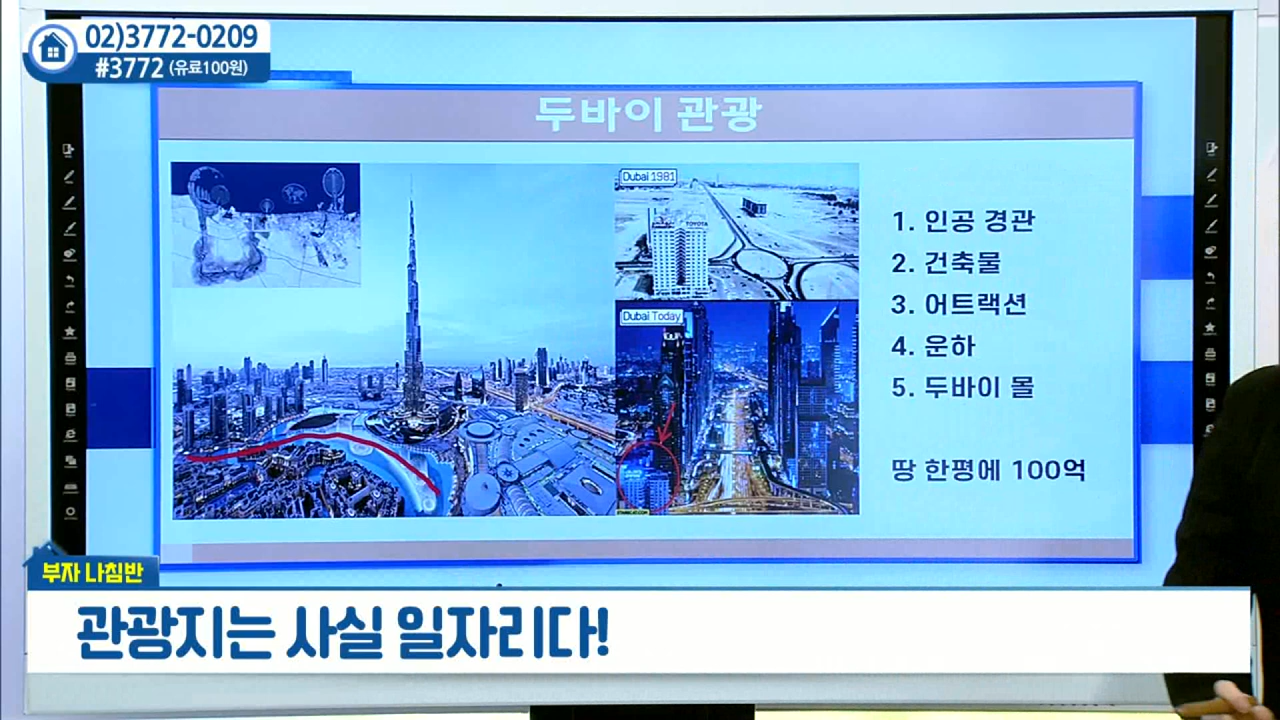 02)3772-0209
#3772 (유료100원)
두바이 관광
Dubai 1981
TOYOTA
Dubai Today
1. 인공 경관
2. 건축물
3. 어트랙션
4. 운하
5. 두바이 몰
땅 한평에 100억
부자 나침반
관광지는 사실 일자리다!